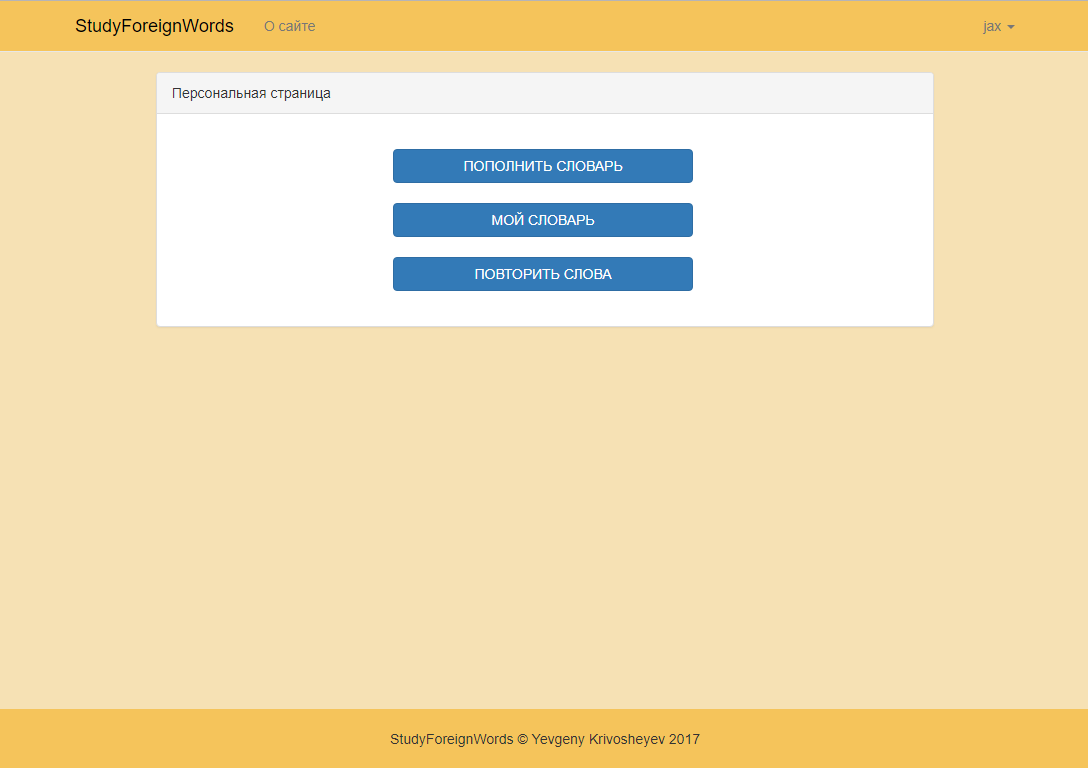 StudyForeignWords О сайте jax
Персональная страница
ПОПОЛНИТЬ СЛОВАРЬ
МОЙ СЛОВАРЬ
ПОВТОРИТЬ СЛОВА
StudyForeignWords © Yevgeny Krivosheyev 2017